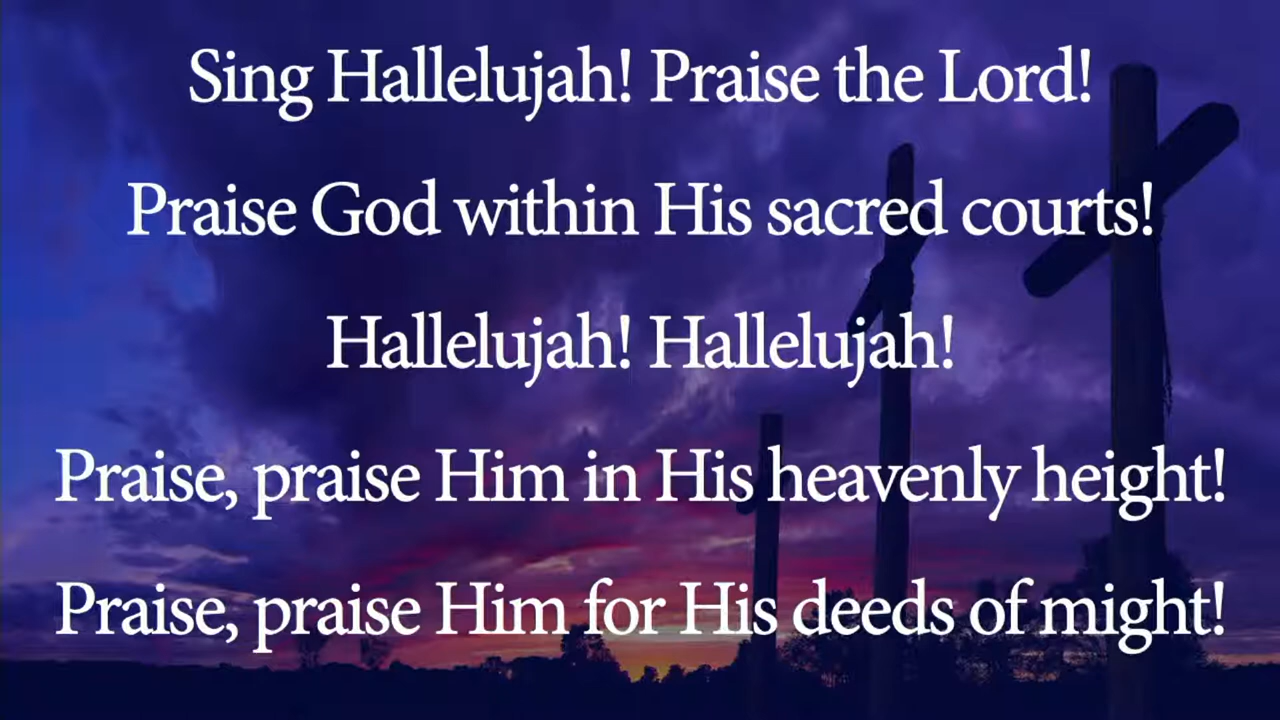 Sing Hallelujah! Praise the Lord!
Praise God within His sacred courts!
Hallelujah! Hallelujah!
Praise, praise Him in His heavenly height!
Praise, praise Him for His deeds of might!